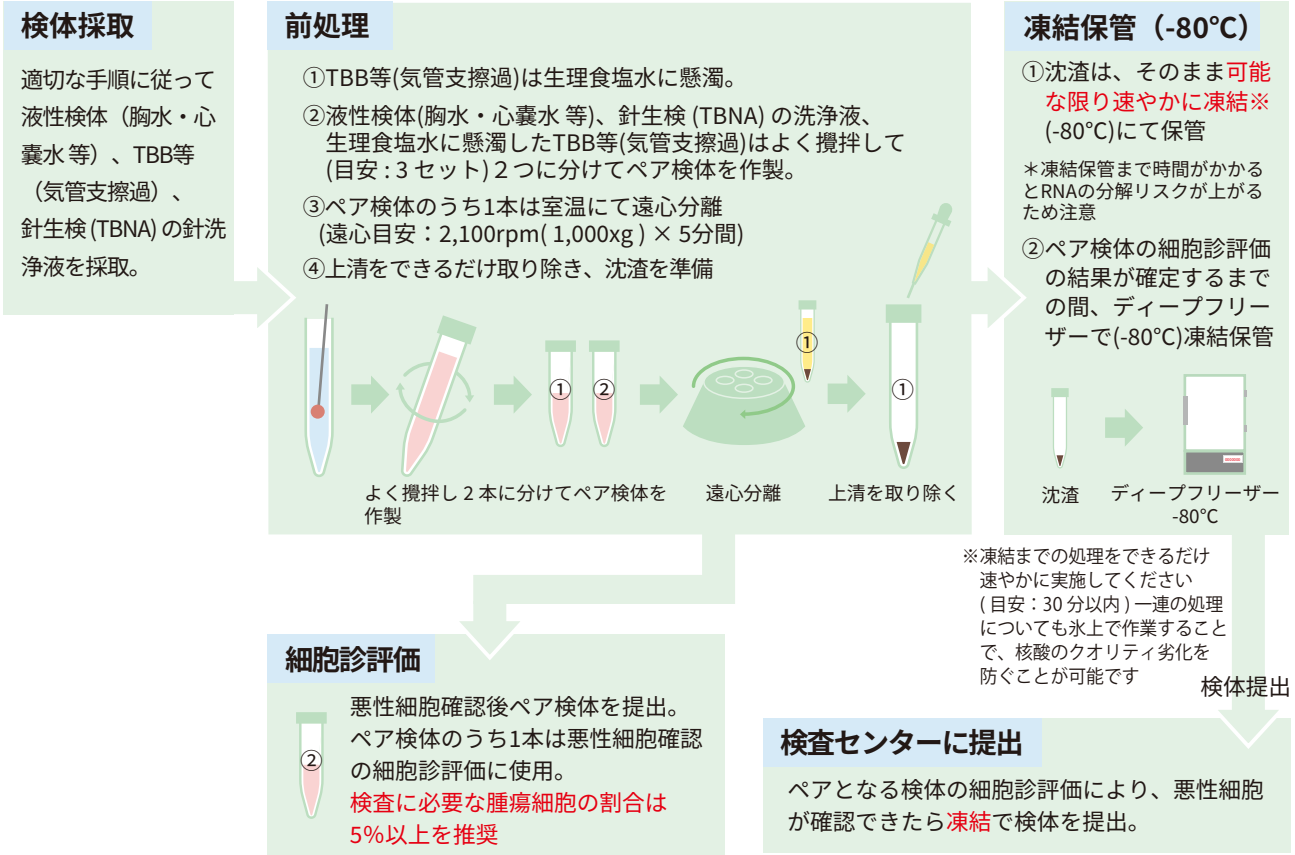 検体採取
適切な手順に従って
液性検体（胸水・心
嚢水 等）、TBB等
（気管支擦過）、
針生検 (TBNA) の針洗
浄液を採取。
前処理
①TBB等(気管支擦過)は生理食塩水に懸濁。
②液性検体(胸水・心嚢水 等)、針生検 (TBNA) の洗浄液、
生理食塩水に懸濁したTBB等(気管支擦過)はよく攪拌して
(目安 : 3 セット) 2 つに分けてペア検体を作製。
③ペア検体のうち1本は室温にて遠心分離
(遠心目安：2,100rpm( 1,000xg ) × 5分間)
④上清をできるだけ取り除き、沈渣を準備
① ② ① ①
よく攪拌し 2 本に分けてペア検体を
作製
遠心分離
上清を取り除く
凍結保管（-80℃）
①沈渣は、そのまま可能
な限り速やかに凍結※
(-80℃)にて保管
＊凍結保管まで時間がかかる
とRNAの分解リスクが上がる
ため注意
②ペア検体の細胞診評価
の結果が確定するまで
の間、ディープフリー
ザーで(-80℃)凍結保管
沈渣
ディープフリーザー
-80℃
※凍結までの処理をできるだけ
速やかに実施してください
( 目安：30 分以内 ) 一連の処理
についても氷上で作業すること
で、核酸のクオリティ劣化を
防ぐことが可能です
検体提出
細胞診評価
②
悪性細胞確認後ペア検体を提出。
ペア検体のうち1本は悪性細胞確認
の細胞診評価に使用。
検査に必要な腫瘍細胞の割合は
5%以上を推奨
検査センターに提出
ペアとなる検体の細胞診評価により、悪性細胞
が確認できたら凍結で検体を提出。